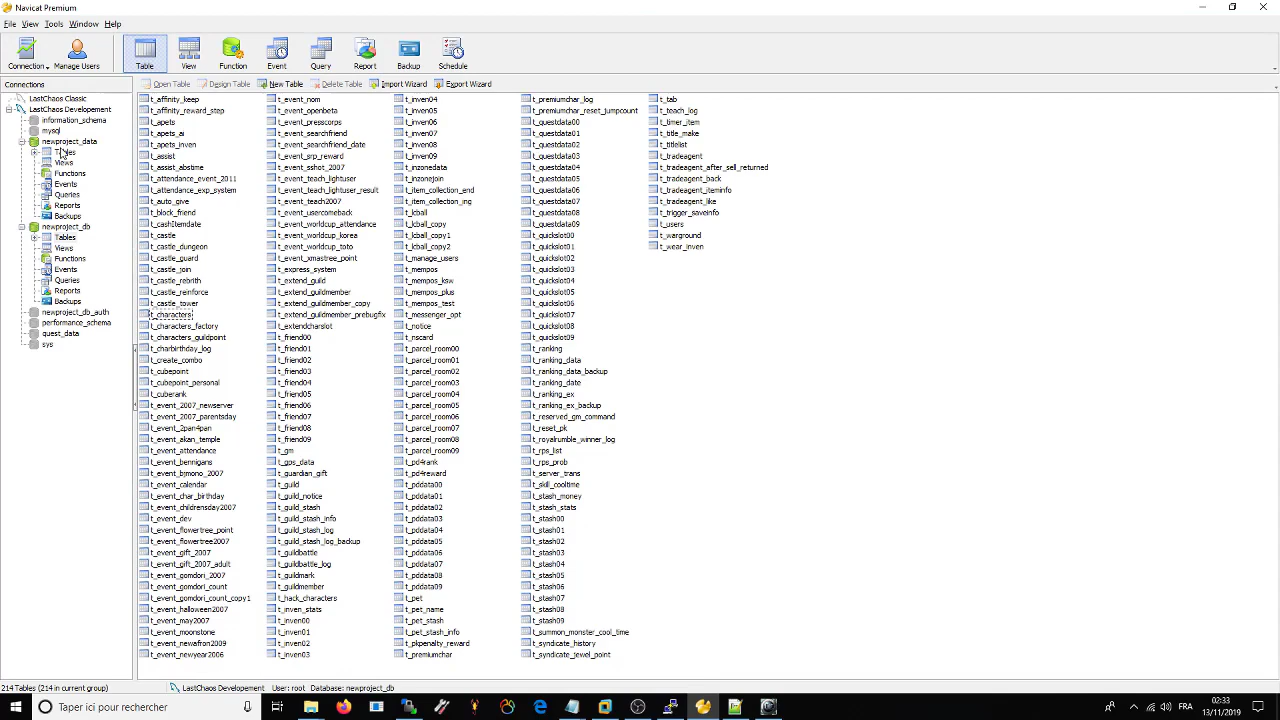 Navicat Premium
File View Tools Window Help
Connection Manage Users Table View Function Event Query Report Backup Schedule
Connections
Open Table Design Table New Table Delete Table Import Wizard Export Wizard
LastChaos Classic
LastChaos Developement
information_schema
mysql
newproject_data
Views
Functions
Events
Queries
Reports
Backups
newproject_db
Tables
Views
Functions
Events
Queries
Reports
Backups
newproject_db_auth
performance_schema
quest_data
sys
t_affinity_keep
t_affinity_reward_step
t_apets
t_apets_ai
t_apets_inven
t_assist
t_assist_abstime
t_attendance_event_2011
t_attendance_exp_system
t_auto_give
t_block_friend
t_cashitemdate
t_castle
t_castle_dungeon
t_castle_guard
t_castle_join
t_castle_rebrith
t_castle_reinforce
t_castle_tower
t_characters
t_characters_factory
t_characters_guildpoint
t_charbirthday_log
t_create_combo
t_cubepoint
t_cubepoint_personal
t_cuberank
t_event_2007_newserver
t_event_2007_parentsday
t_event_2pan4pan
t_event_akan_temple
t_event_attendance
t_event_bennigans
t_event_bjmono_2007
t_event_calendar
t_event_char_birthday
t_event_childrensday2007
t_event_dev
t_event_flowertree_point
t_event_flowertree2007
t_event_gift_2007
t_event_gift_2007_adult
t_event_gomdori_2007
t_event_gomdori_count
t_event_gomdori_count_copy1
t_event_halloween2007
t_event_may2007
t_event_moonstone
t_event_newafron2009
t_event_newyear2006
t_event_nom
t_event_openbeta
t_event_presscorps
t_event_searchfriend
t_event_srp_reward
t_event_sshot_2007
t_event_teach_lightuser
t_event_teach_lightuser_result
t_event_teach2007
t_event_usercomeback
t_event_worldcup_attendance
t_event_worldcup_korea
t_event_worldcup_toto
t_event_xmastree_point
t_express_system
t_extend_guild
t_extend_guildmember
t_extend_guildmember_copy
t_extend_guildmember_prebugfix
t_extendcharslot
t_friend00
t_friend01
t_friend02
t_friend03
t_friend04
t_friend05
t_friend06
t_friend07
t_friend08
t_friend09
t_gm
t_gps_data
t_guardian_gift
t_guild
t_guild_notice
t_guild_stash
t_guild_stash_info
t_guild_stash_log
t_guild_stash_log_backup
t_guildbattle
t_guildbattle_log
t_guildmark
t_guildmember
t_hack_characters
t_inven_stats
t_inven00
t_inven01
t_inven02
t_inven03
t_inven04
t_inven05
t_inven06
t_inven07
t_inven08
t_inven09
t_inzonedata
t_inzonejoin
t_item_collection_end
t_item_collection_ing
t_lcball
t_lcball_copy
t_lcball_copy1
t_lcball_copy2
t_manage_users
t_mempos
t_mempos_ksw
t_mempos_plus
t_mempos_test
t_messenger_opt
t_notice
t_nscard
t_parcel_room00
t_parcel_room01
t_parcel_room02
t_parcel_room03
t_parcel_room04
t_parcel_room05
t_parcel_room06
t_parcel_room07
t_parcel_room08
t_parcel_room09
t_pd4rank
t_pd4reward
t_pddata00
t_pddata01
t_pddata02
t_pddata03
t_pddata04
t_pddata05
t_pddata06
t_pddata07
t_pddata08
t_pddata09
t_pet
t_pet_name
t_pet_stash
t_pet_stash_info
t_pkpenalty_reward
t_premiumchar
t_premiumchar_log
t_premiumchar_reset_jumpcount
t_questdata00
t_questdata01
t_questdata02
t_questdata03
t_questdata04
t_questdata05
t_questdata06
t_questdata07
t_questdata08
t_questdata09
t_quickslot00
t_quickslot01
t_quickslot02
t_quickslot03
t_quickslot04
t_quickslot05
t_quickslot06
t_quickslot07
t_quickslot08
t_quickslot09
t_ranking
t_ranking_data
t_ranking_data_backup
t_ranking_date
t_ranking_ex
t_ranking_ex_backup
t_reserved_gm_command
t_reset_pk
t_royalrumble_winner_log
t_rps_list
t_rps_prob
t_server_trans
t_skill_cooltime
t_stash_money
t_stash_stats
t_stash00
t_stash01
t_stash02
t_stash03
t_stash04
t_stash05
t_stash06
t_stash07
t_stash08
t_stash09
t_summon_monster_cool_time
t_syndicate_history
t_syndicate_jewel_point
t_tab
t_teach_log
t_timer_item
t_title_make
t_titlelist
t_tradeagent
t_tradeagent_after_sell_returned
t_tradeagent_back
t_tradeagent_iteminfo
t_tradeagent_like
t_trigger_saveinfo
t_users
t_warground
t_wear_inven
214 Tables (214 in current group) LastChaos Developement User: root Database: newproject_db
Taper ici pour rechercher
FRA
02:33
13/11/2019